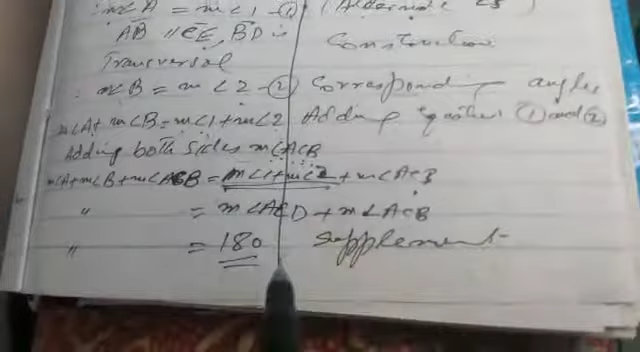 m∠A = m∠1 -① (Alternate ∠s)
AB ∥ CE, BD is Construction
Transversal
m∠B = m∠2 -② Corresponding angles
m∠A+m∠B=m∠1+m∠2 Adding equations ① and ②
Adding both sides m∠ACB
m∠A+m∠B+m∠ACB = m∠1+m∠2 + m∠ACB
" = m∠ACD + m∠ACB
" = 180 Supplement